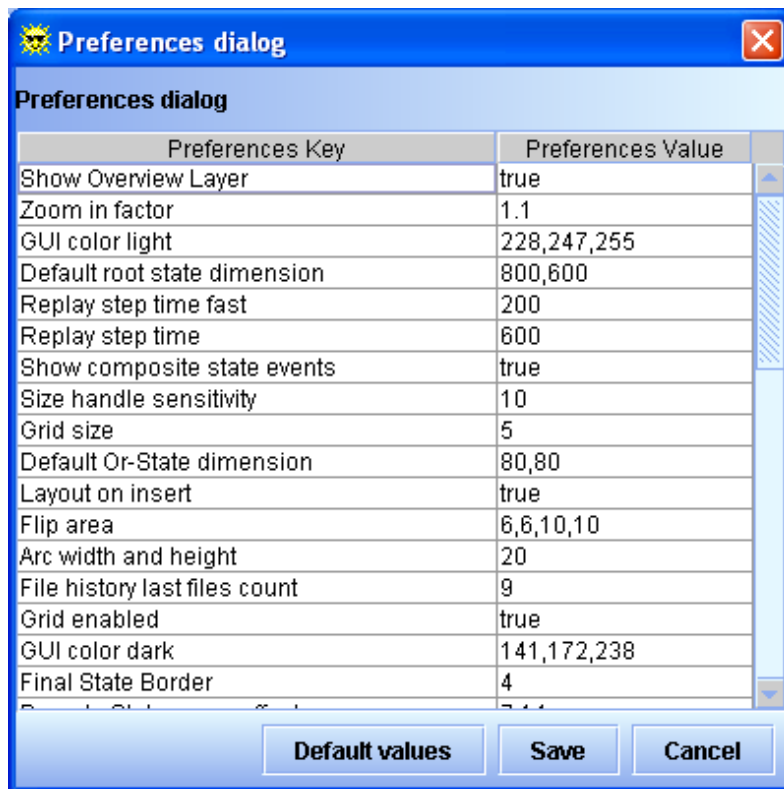 Preferences dialog
Preferences dialog
Preferences Key Preferences Value
Show Overview Layer true
Zoom in factor 1.1
GUI color light 228,247,255
Default root state dimension 800,600
Replay step time fast 200
Replay step time 600
Show composite state events true
Size handle sensitivity 10
Grid size 5
Default Or-State dimension 80,80
Layout on insert true
Flip area 6,6,10,10
Arc width and height 20
File history last files count 9
Grid enabled true
GUI color dark 141,172,238
Final State Border 4
Default values Save Cancel